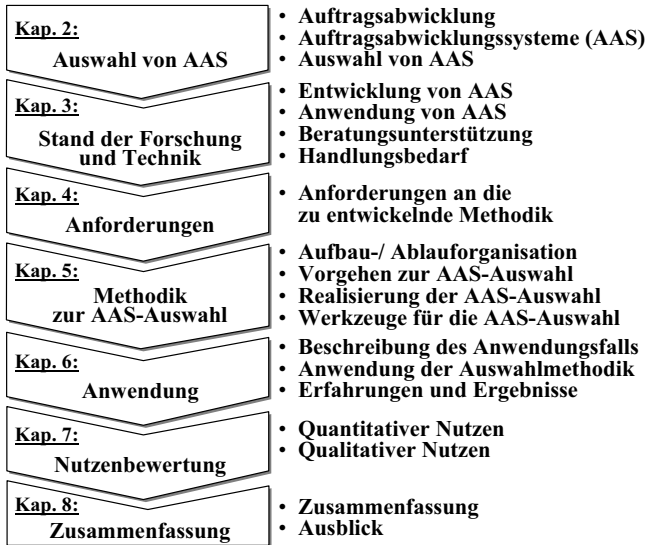 Kap. 2:
Auswahl von AAS
• Auftragsabwicklung
• Auftragsabwicklungssysteme (AAS)
• Auswahl von AAS
Kap. 3:
Stand der Forschung
und Technik
• Entwicklung von AAS
• Anwendung von AAS
• Beratungsunterstützung
• Handlungsbedarf
Kap. 4:
Anforderungen
• Anforderungen an die
zu entwickelnde Methodik
Kap. 5:
Methodik
zur AAS-Auswahl
• Aufbau-/ Ablauforganisation
• Vorgehen zur AAS-Auswahl
• Realisierung der AAS-Auswahl
• Werkzeuge für die AAS-Auswahl
Kap. 6:
Anwendung
• Beschreibung des Anwendungsfalls
• Anwendung der Auswahlmethodik
• Erfahrungen und Ergebnisse
Kap. 7:
Nutzenbewertung
• Quantitativer Nutzen
• Qualitativer Nutzen
Kap. 8:
Zusammenfassung
• Zusammenfassung
• Ausblick